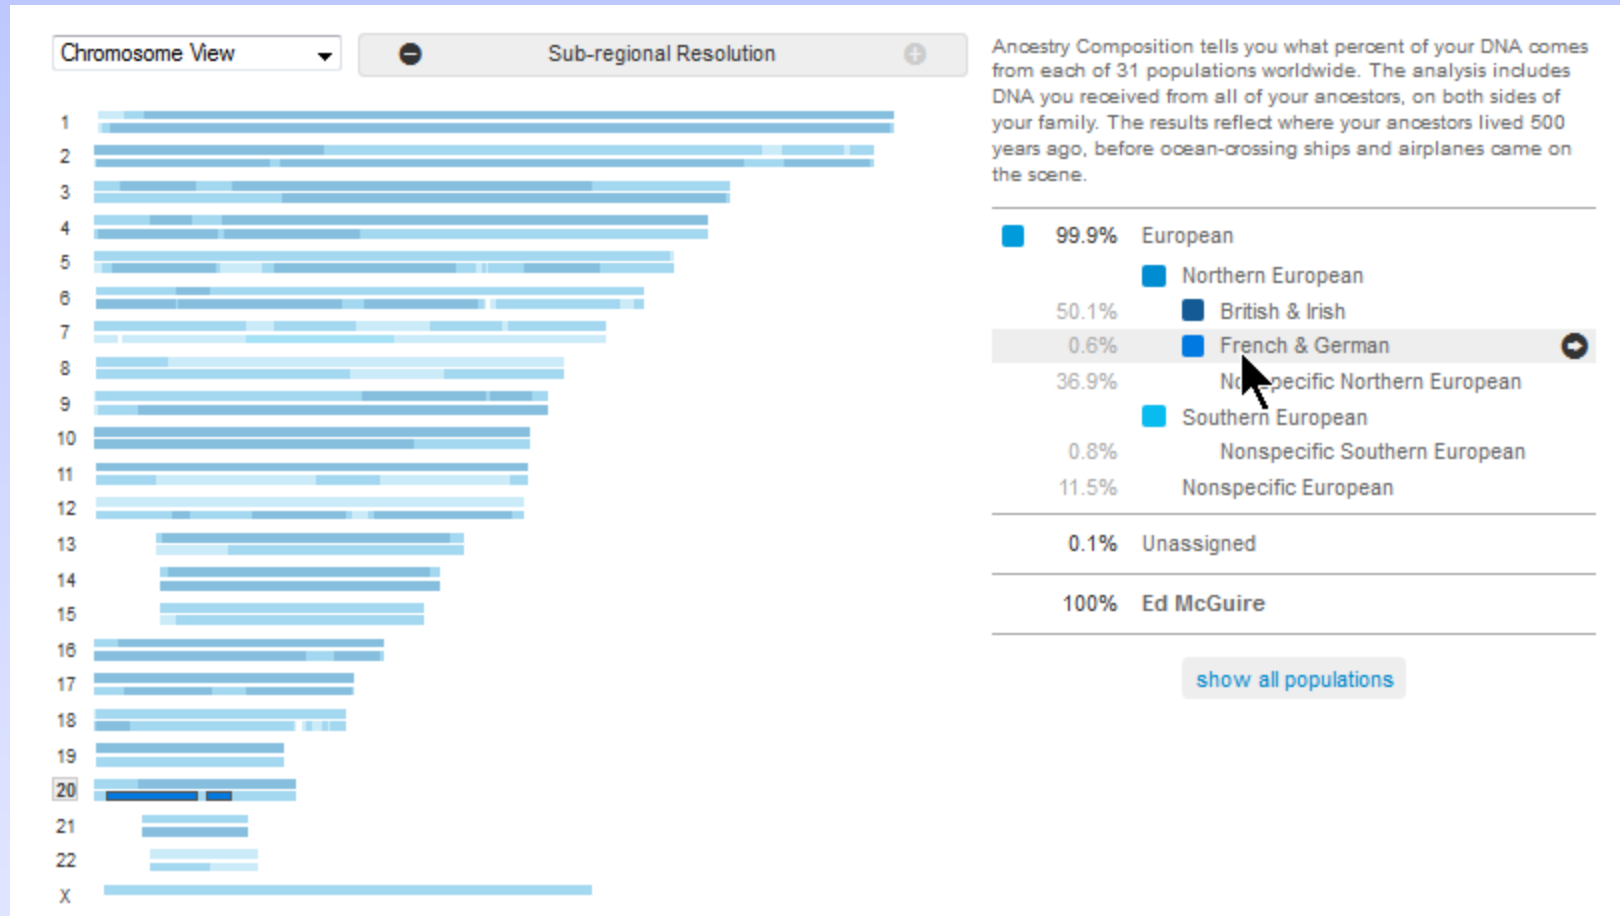 Chromosome View
Sub-regional Resolution
1
2
3
4
5
6
7
8
9
10
11
12
13
14
15
16
17
18
19
20
21
22
X
Ancestry Composition tells you what percent of your DNA comes
from each of 31 populations worldwide. The analysis includes
DNA you received from all of your ancestors, on both sides of
your family. The results reflect where your ancestors lived 500
years ago, before ocean-crossing ships and airplanes came on
the scene.
99.9% European
Northern European
50.1% British & Irish
0.6% French & German
36.9% Nonspecific Northern European
Southern European
0.8% Nonspecific Southern European
11.5% Nonspecific European
0.1% Unassigned
100% Ed McGuire
show all populations